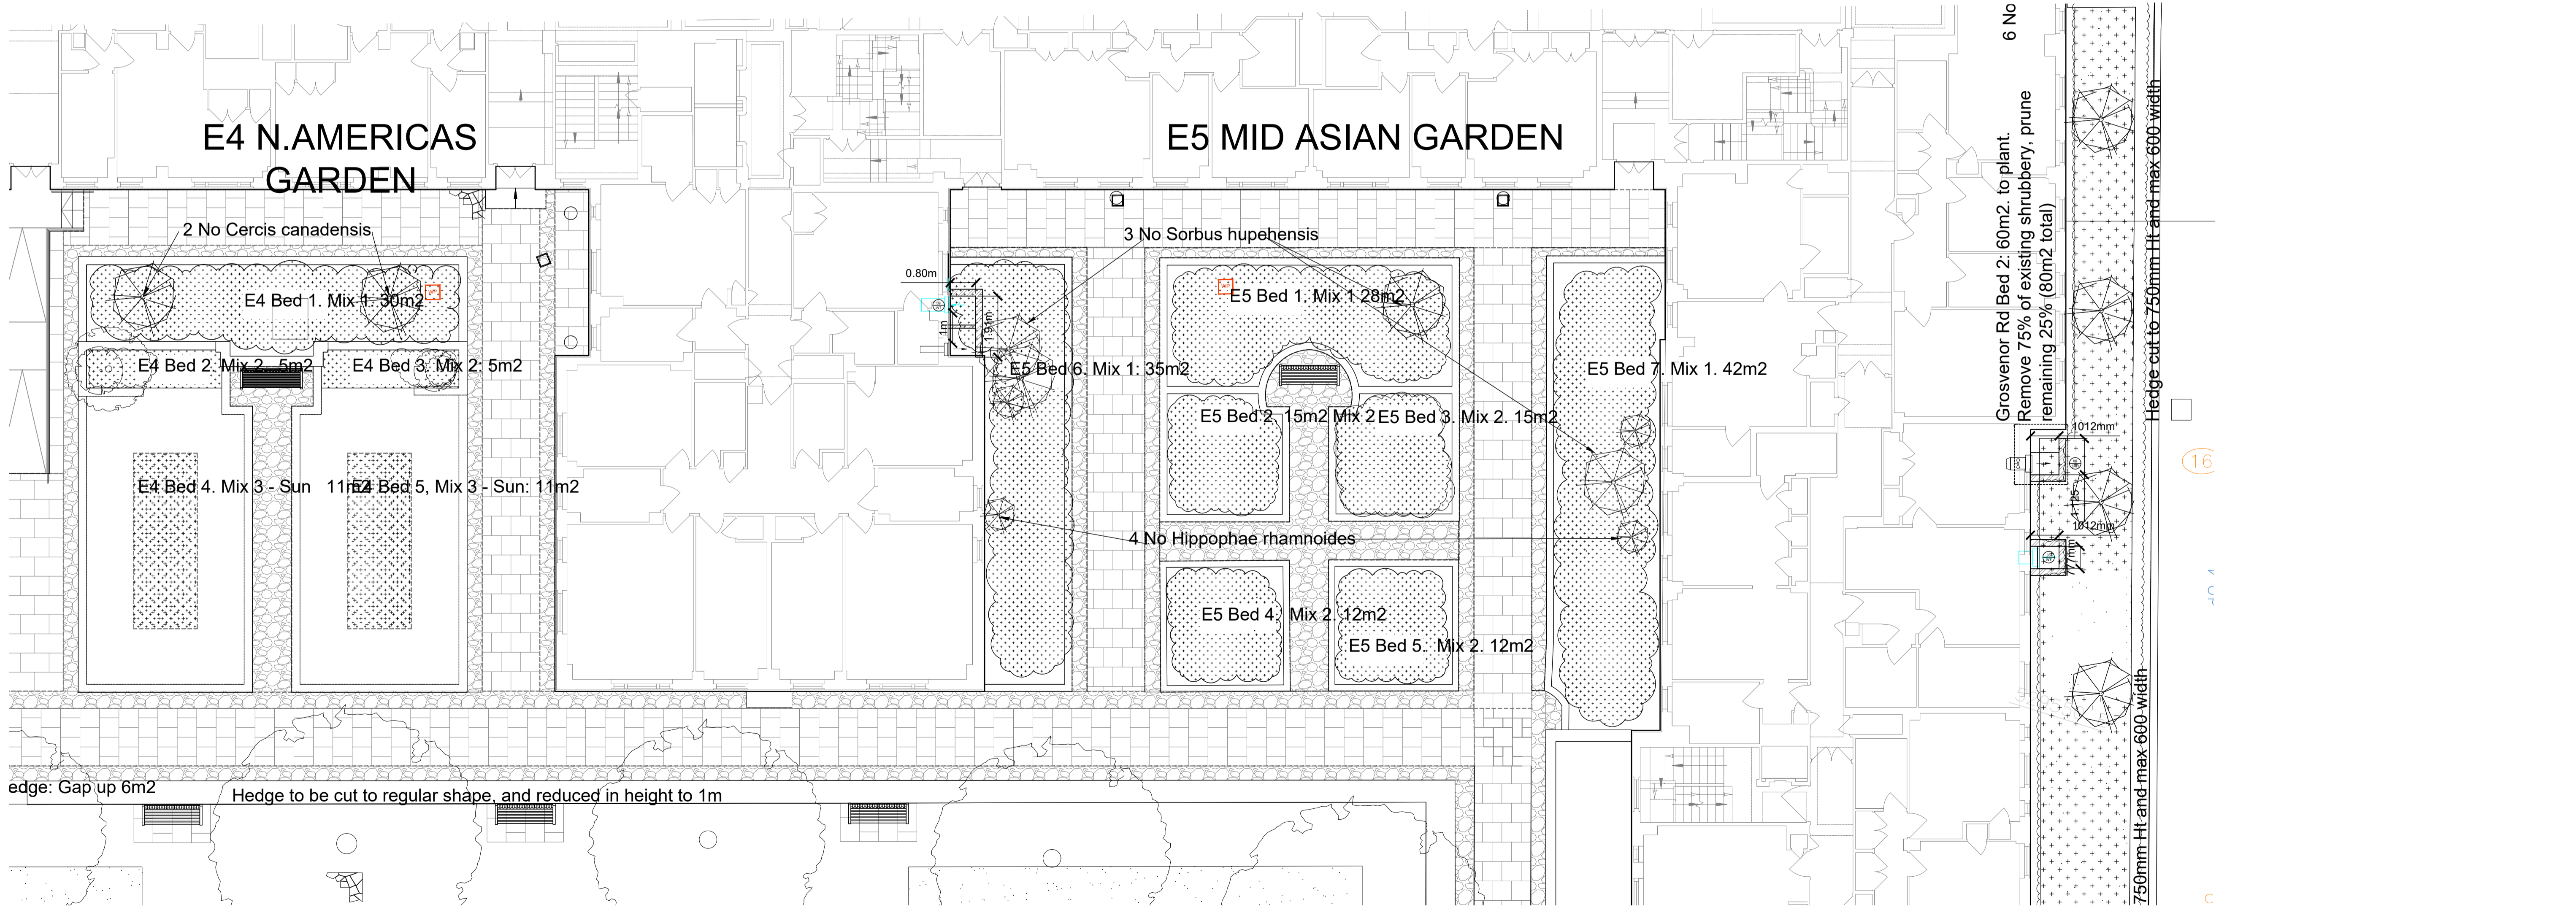 E4 N.AMERICAS
GARDEN
2 No Cercis canadensis
E4 Bed 1. Mix 1. 30m2
E4 Bed 2. Mix 2. 5m2
E4 Bed 3. Mix 2: 5m2
E4 Bed 4. Mix 3 - Sun 11m2
E4 Bed 5, Mix 3 - Sun: 11m2
edge: Gap up 6m2
Hedge to be cut to regular shape, and reduced in height to 1m
E5 MID ASIAN GARDEN
3 No Sorbus hupehensis
0.80m
1m
1.91m
E5 Bed 1. Mix 1 28m2
E5 Bed 6. Mix 1: 35m2
E5 Bed 7. Mix 1. 42m2
E5 Bed 2. 15m2 Mix 2
E5 Bed 3. Mix 2. 15m2
4 No Hippophae rhamnoides
E5 Bed 4. Mix 2. 12m2
E5 Bed 5. Mix 2. 12m2
6 No
Grosvenor Rd Bed 2: 60m2. to plant.
Remove 75% of existing shrubbery, prune
remaining 25% (80m2 total)
Hedge cut to 750mm Ht and max 600 width
1012mm
1012mm
777mm
16
750mm Ht and max 600 width